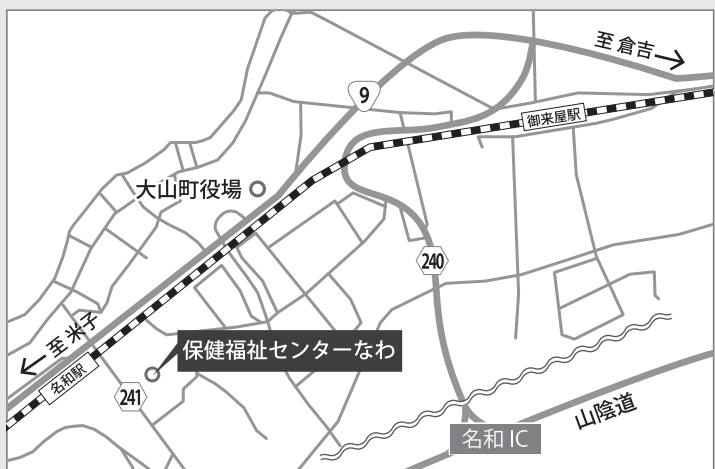 至 倉吉
9
御来屋駅
大山町役場
240
至 米子
保健福祉センターなわ
名和駅
241
山陰道
名和 IC